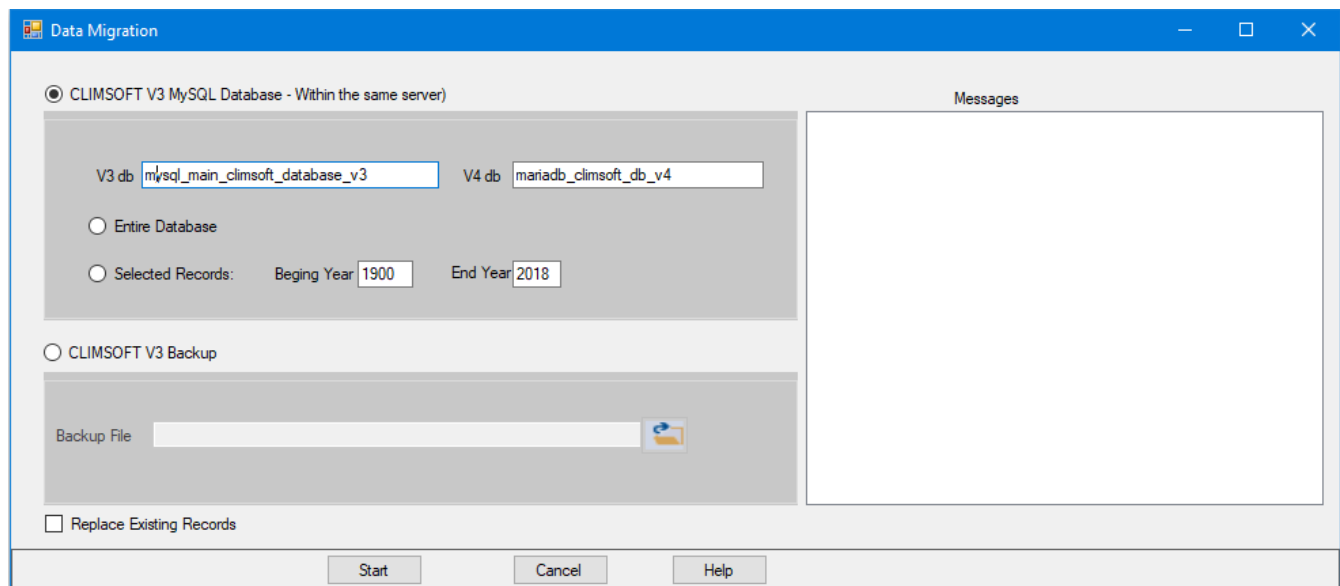 Data Migration
CLIMSOFT V3 MySQL Database - Within the same server)
Messages
V3 db mysql_main_climsoft_database_v3 V4 db mariadb_climsoft_db_v4
Entire Database
Selected Records: Beging Year 1900 End Year 2018
CLIMSOFT V3 Backup
Backup File
Replace Existing Records
Start Cancel Help